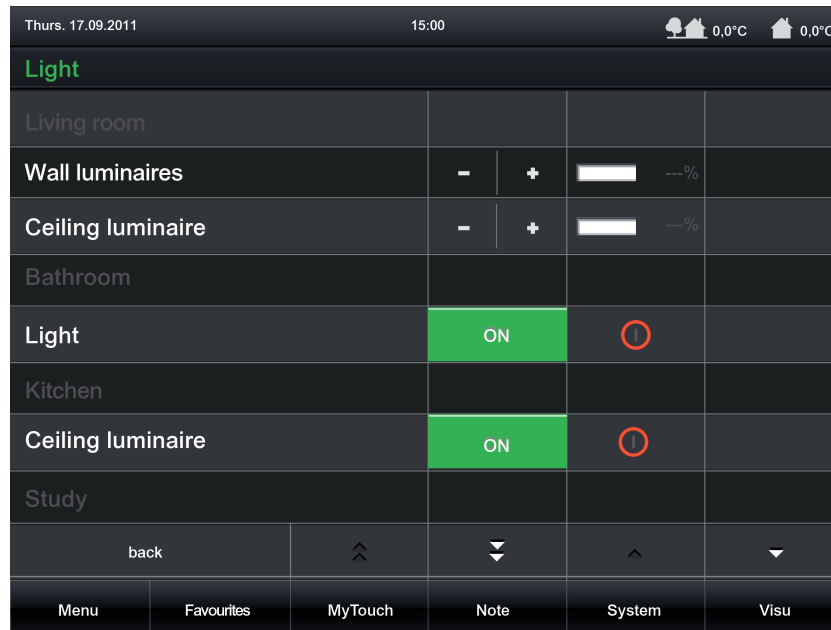 Thurs. 17.09.2011 15:00 0,0°C 0,0°C
Light
Living room
Wall luminaires - + ---%
Ceiling luminaire - + ---%
Bathroom
Light ON
Kitchen
Ceiling luminaire ON
Study
back
Menu Favourites MyTouch Note System Visu